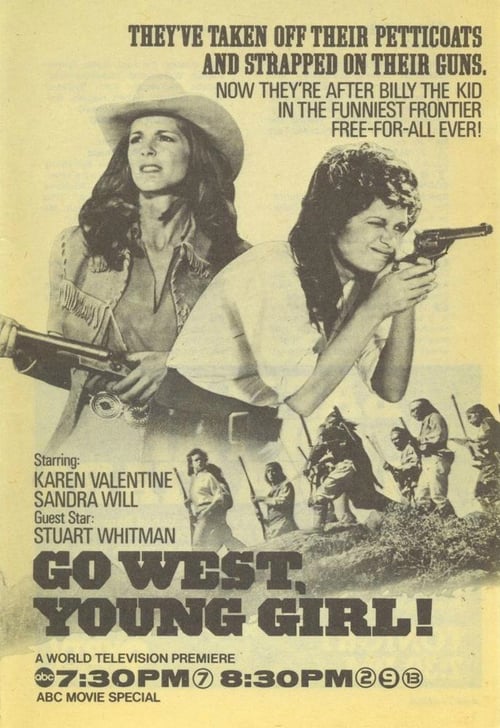 THEY'VE TAKEN OFF THEIR PETTICOATS
AND STRAPPED ON THEIR GUNS.
NOW THEY'RE AFTER BILLY THE KID
IN THE FUNNIEST FRONTIER
FREE-FOR-ALL EVER!
Starring:
KAREN VALENTINE
SANDRA WILL
Guest Star:
STUART WHITMAN
GO WEST,
YOUNG GIRL!
A WORLD TELEVISION PREMIERE
abc 7:30PM 7 8:30PM 2 9 13
ABC MOVIE SPECIAL